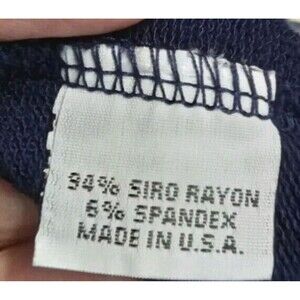 94% SIRO RAYON
6% SPANDEX
MADE IN U.S.A.